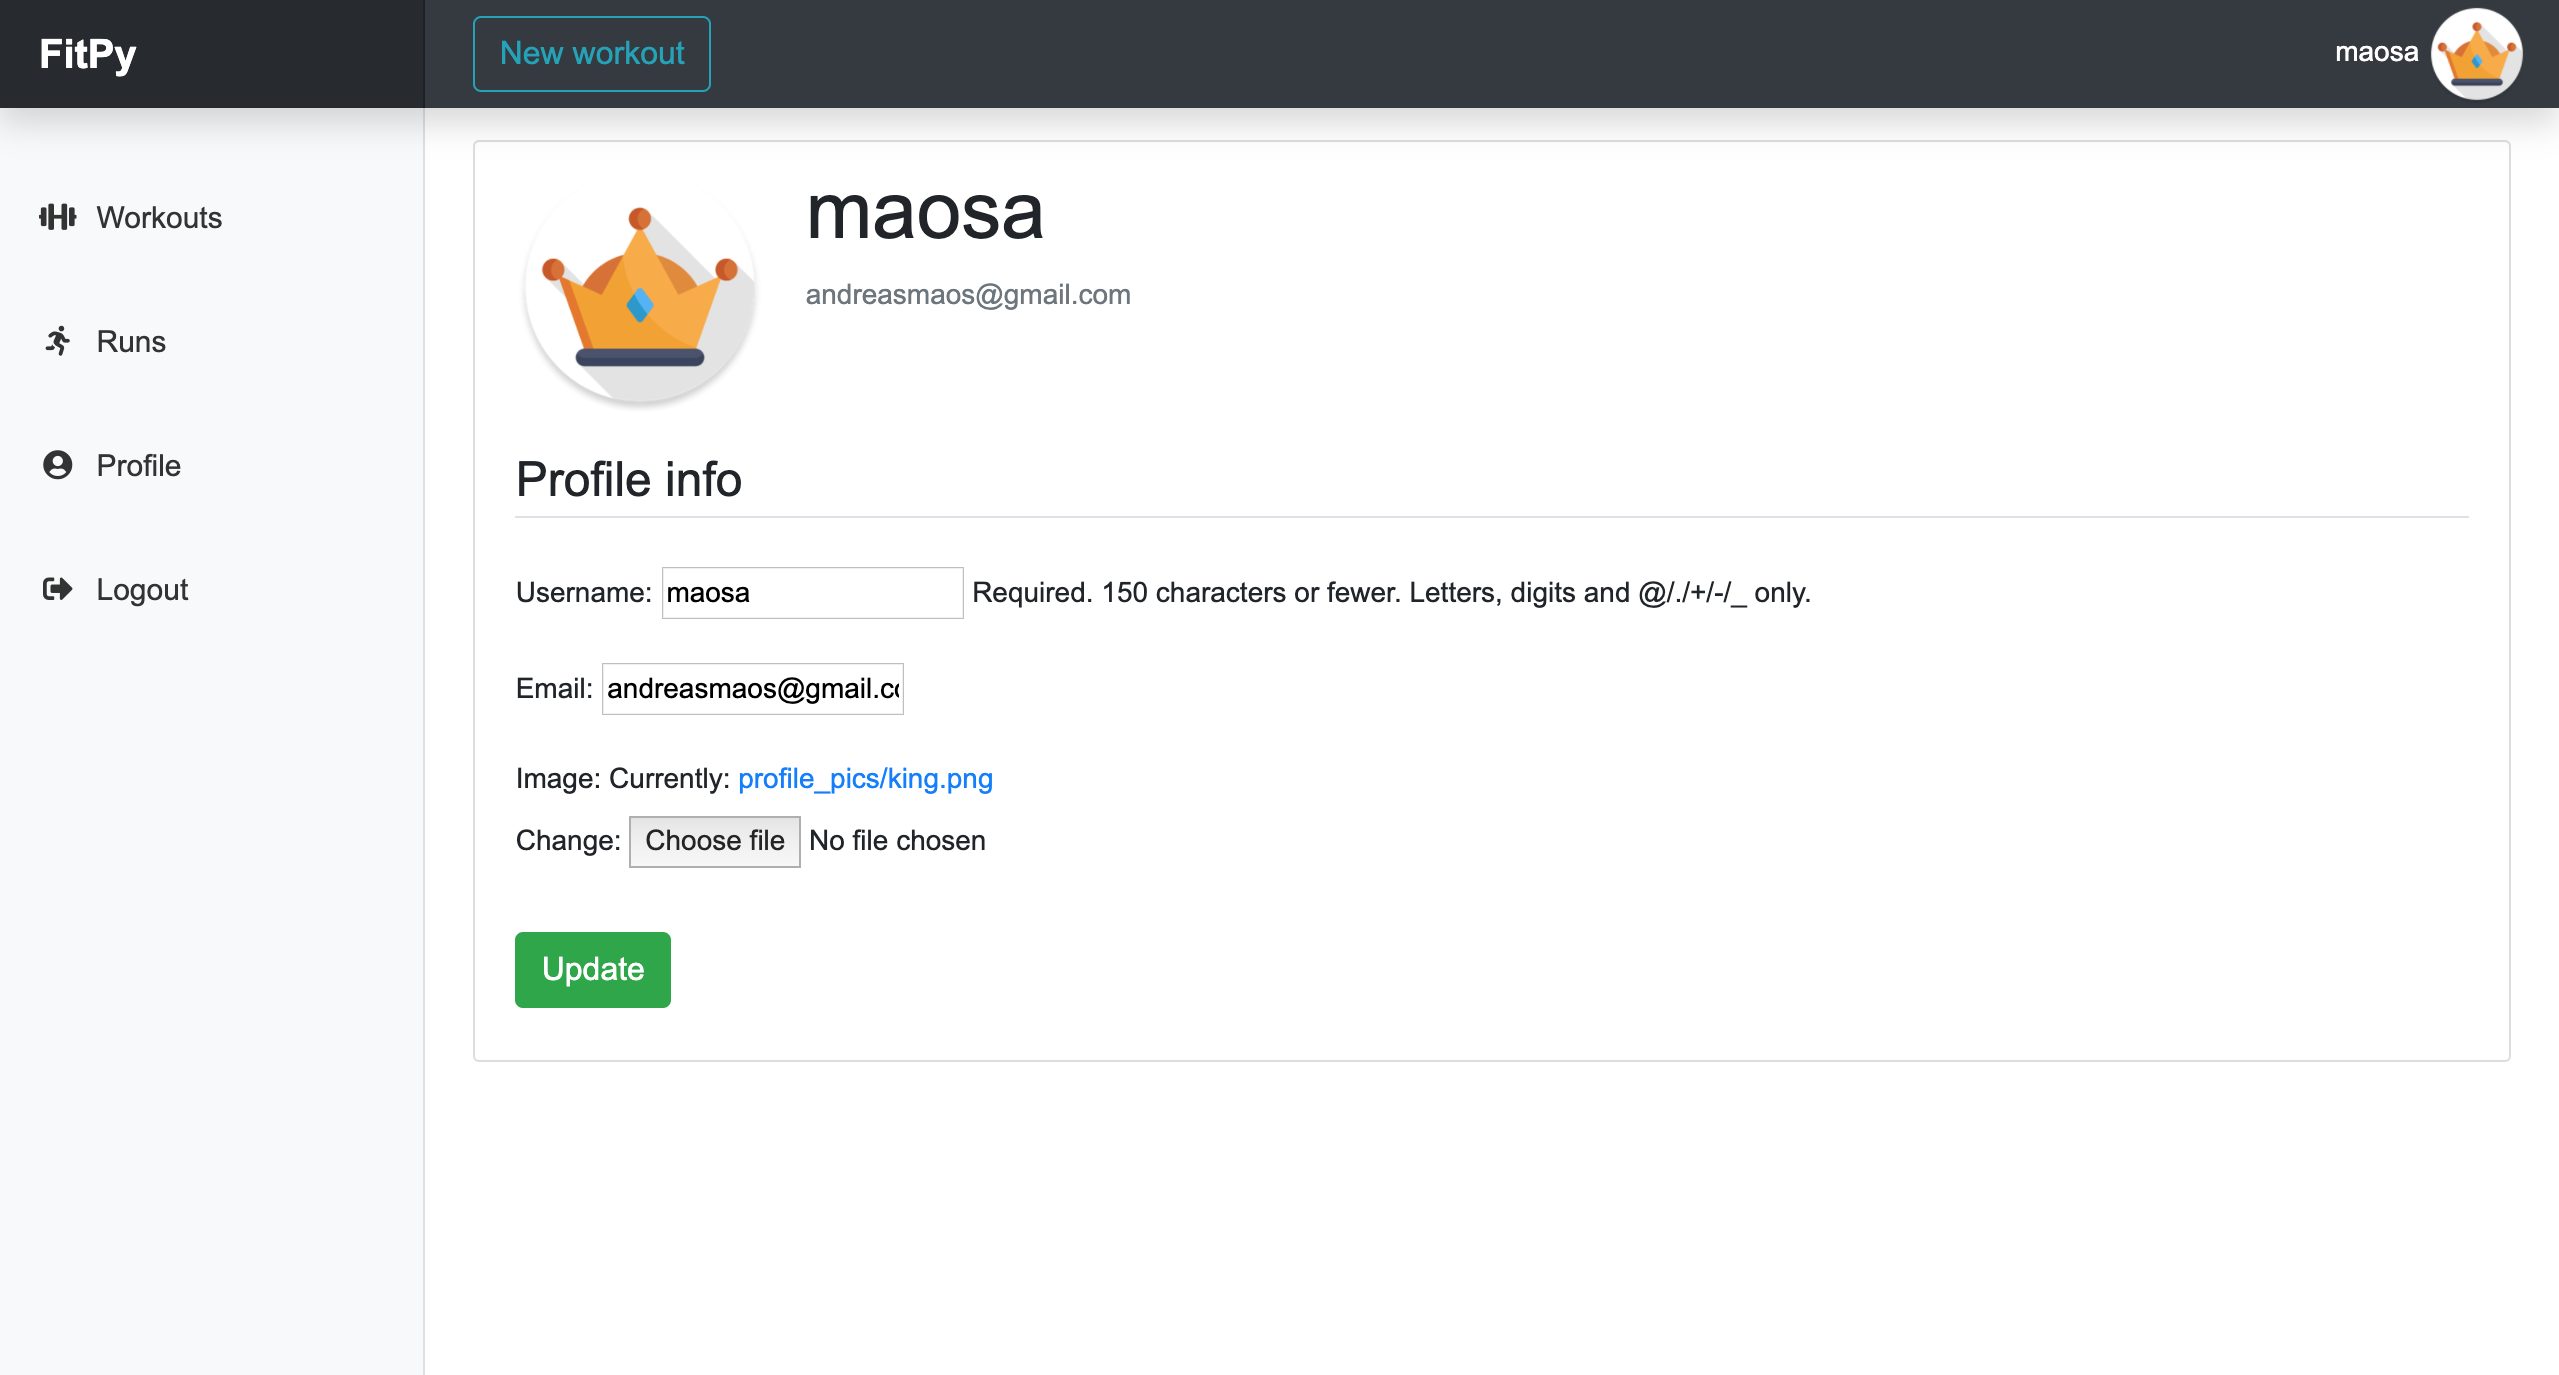 FitPy
New workout
maosa
Workouts
Runs
Profile
Logout
maosa
andreasmaos@gmail.com
Profile info
Username: maosa Required. 150 characters or fewer. Letters, digits and @/./+/-/_ only.
Email: andreasmaos@gmail.co
Image: Currently: profile_pics/king.png
Change: Choose file No file chosen
Update